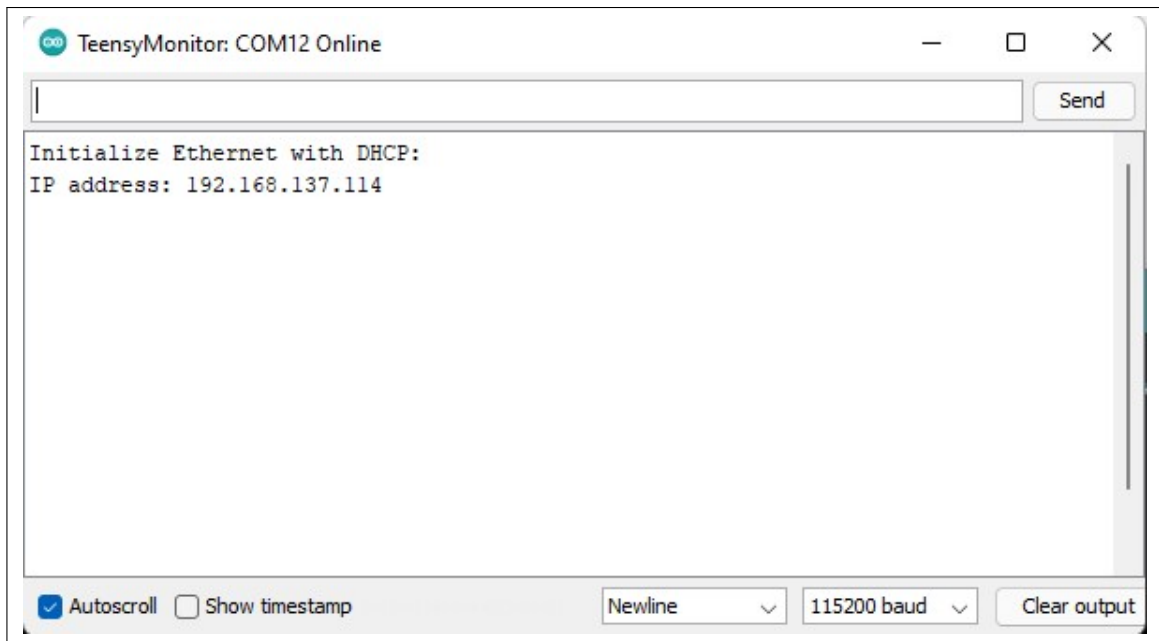 TeensyMonitor: COM12 Online
Send
Initialize Ethernet with DHCP:
IP address: 192.168.137.114
Autoscroll Show timestamp Newline 115200 baud Clear output